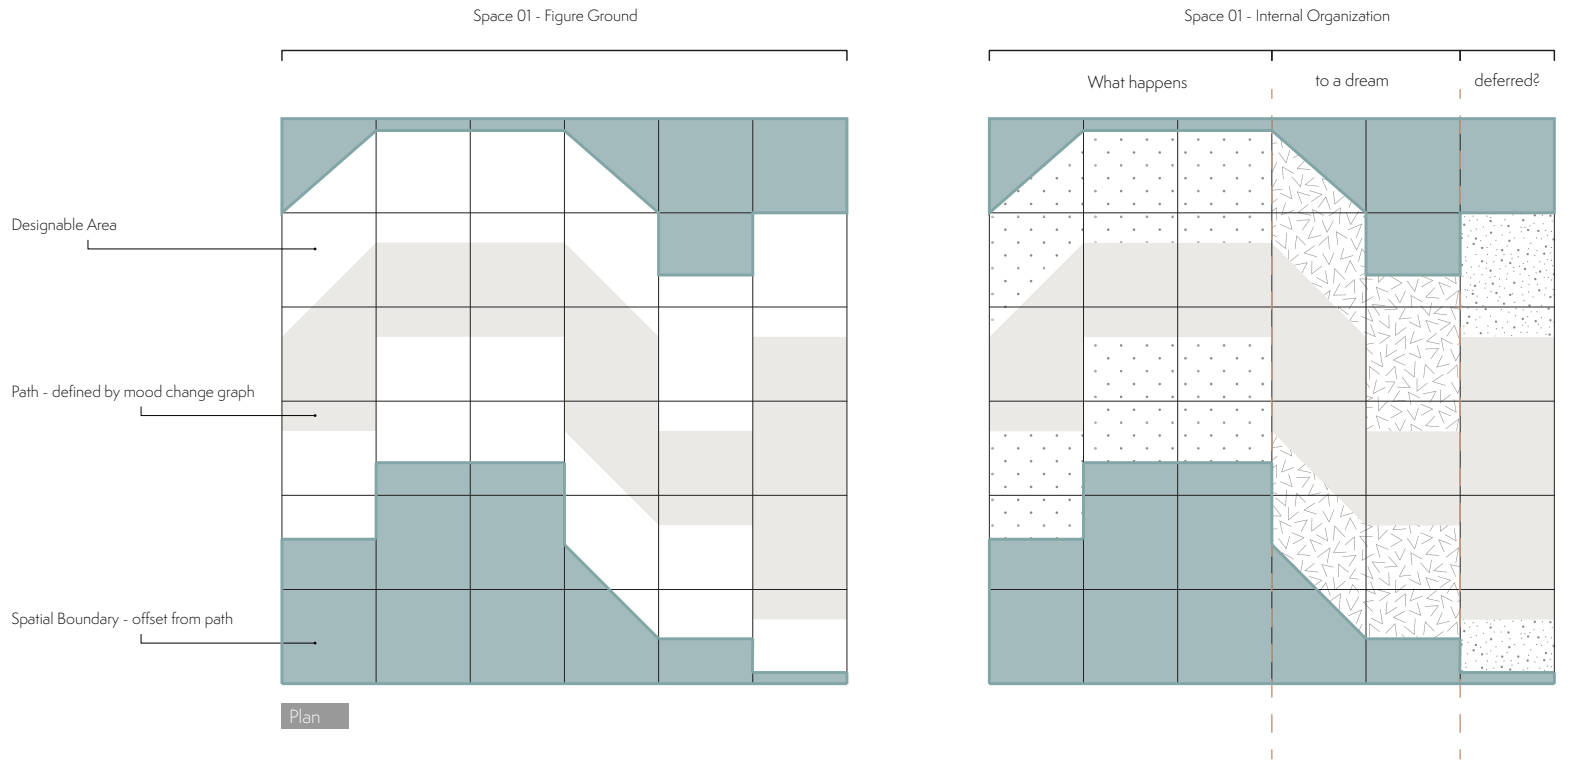 Space 01 - Figure Ground
Space 01 - Internal Organization
What happens
to a dream
deferred?
Designable Area
Path - defined by mood change graph
Spatial Boundary - offset from path
Plan